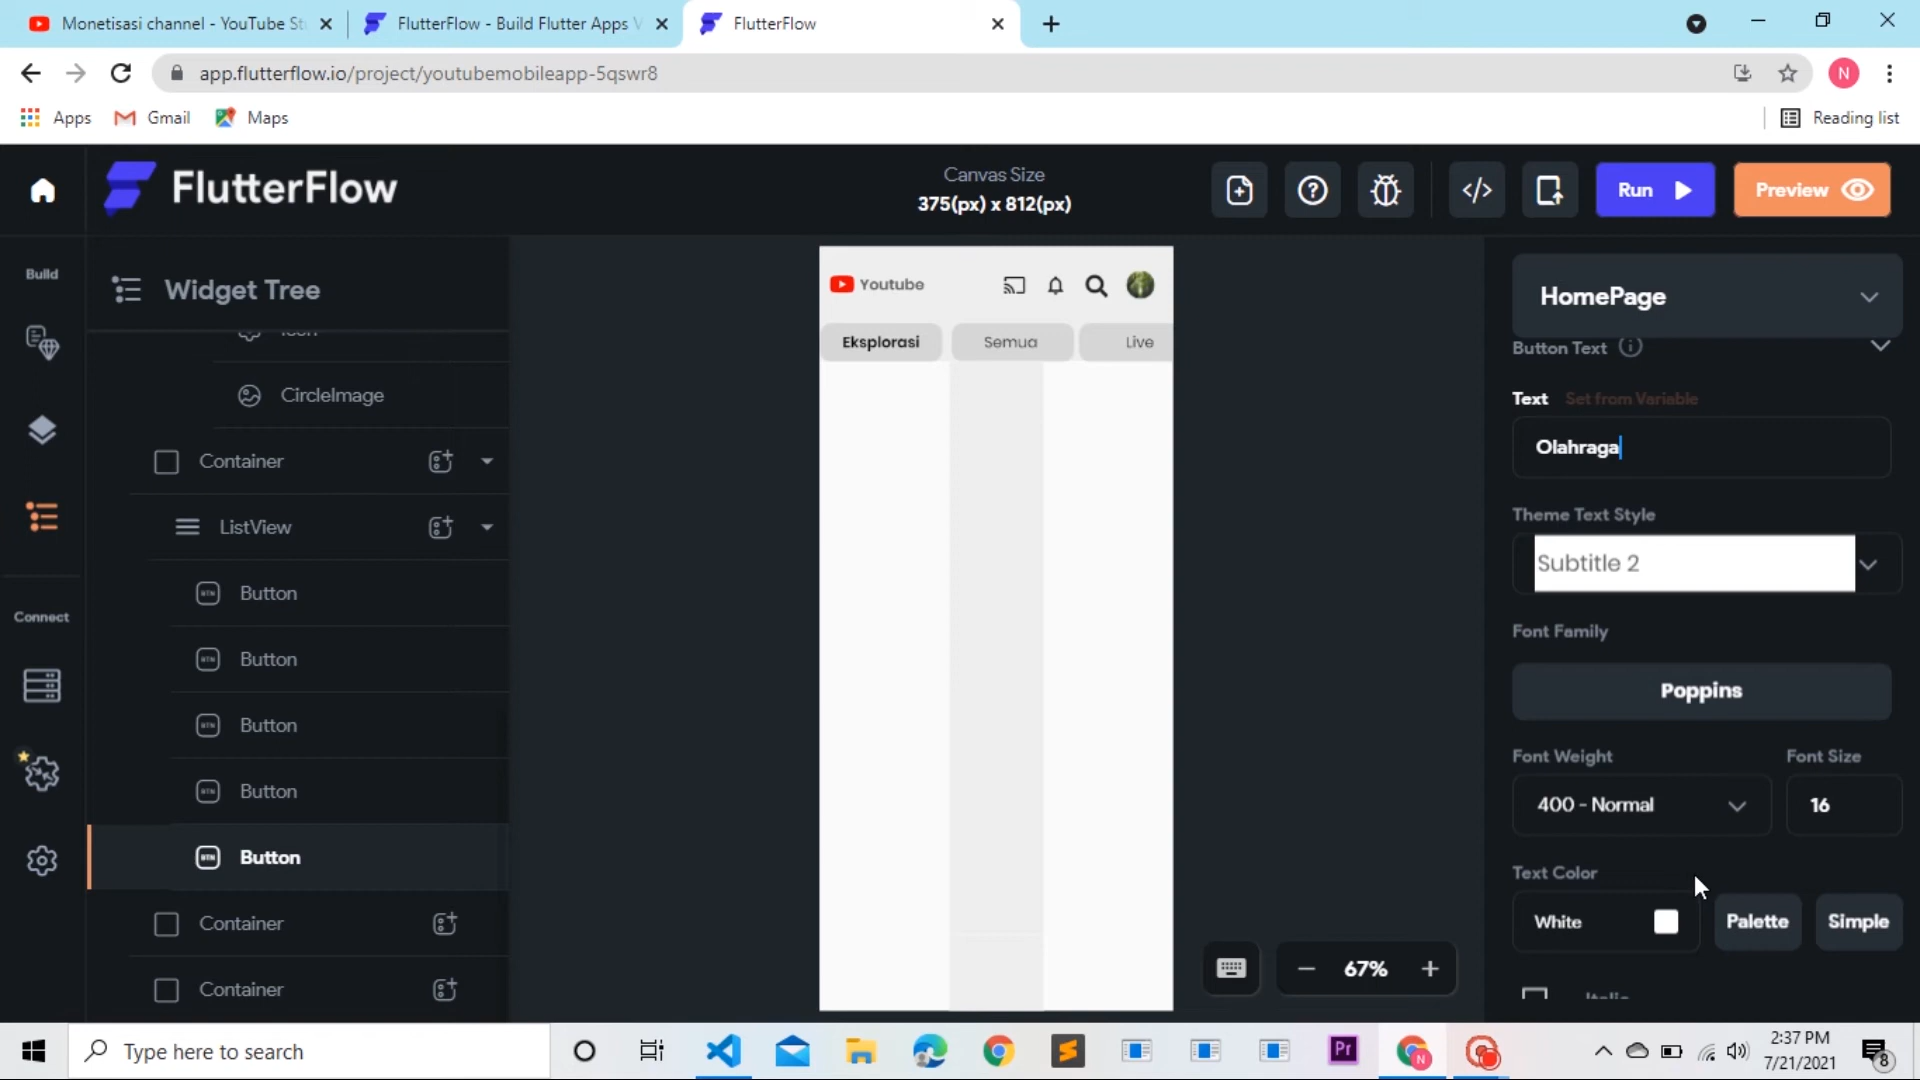 Monetisasi channel - YouTube St
FlutterFlow - Build Flutter Apps V
FlutterFlow
app.flutterflow.io/project/youtubemobileapp-5qswr8
N
Apps
Gmail
Maps
Reading list
FlutterFlow
Canvas Size
375(px) x 812(px)
Run
Preview
Build
Connect
Widget Tree
Icon
CircleImage
Container
ListView
Button
Button
Button
Button
Button
Container
Container
Youtube
Eksplorasi
Semua
Live
67%
HomePage
Button Text
Text
Set from Variable
Olahraga
Theme Text Style
Subtitle 2
Font Family
Poppins
Font Weight
Font Size
400 - Normal
16
Text Color
White
Palette
Simple
Italic
Type here to search
Pr
N
2:37 PM
7/21/2021
8